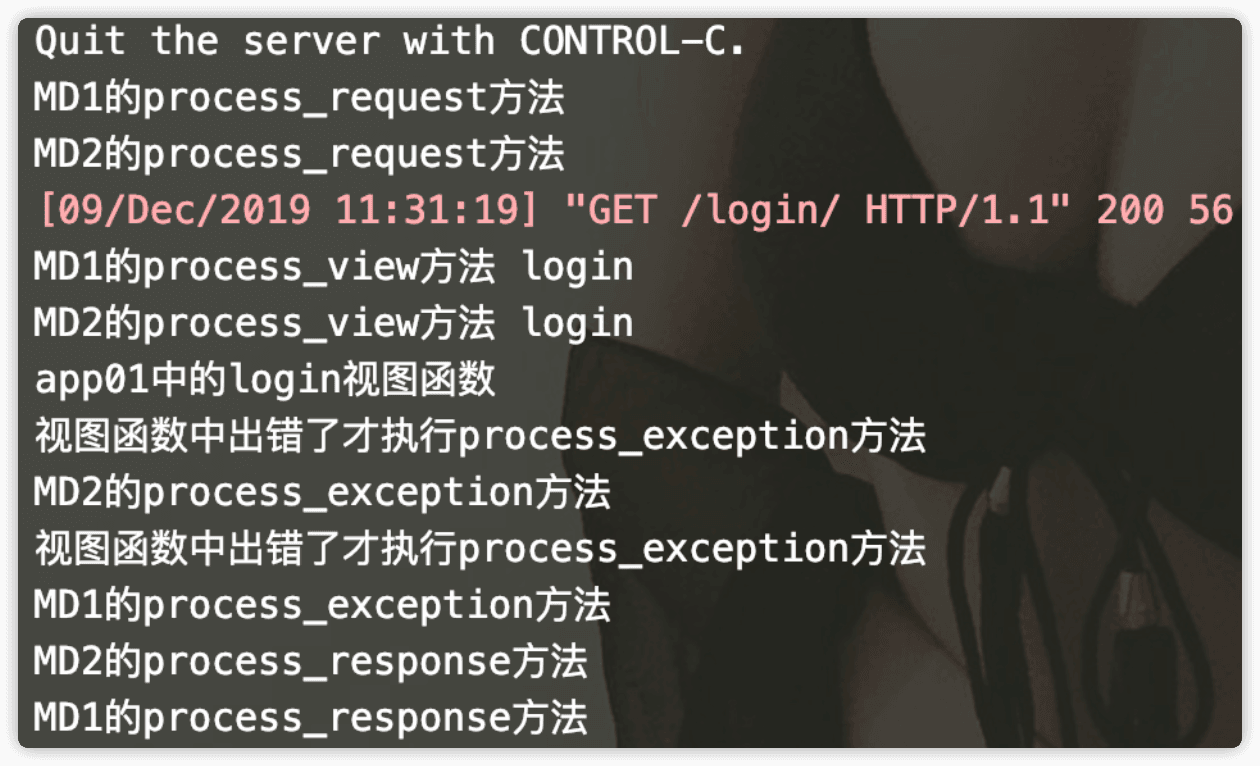 Quit the server with CONTROL-C.
MD1的process_request方法
MD2的process_request方法
[09/Dec/2019 11:31:19] "GET /login/ HTTP/1.1" 200 56
MD1的process_view方法 login
MD2的process_view方法 login
app01中的login视图函数
视图函数中出错了才执行process_exception方法
MD2的process_exception方法
视图函数中出错了才执行process_exception方法
MD1的process_exception方法
MD2的process_response方法
MD1的process_response方法